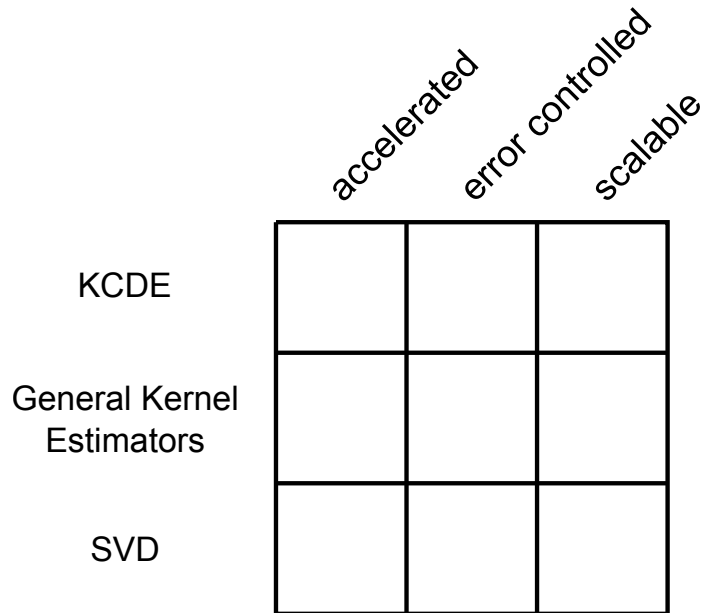 accelerated
error controlled
scalable
KCDE
General Kernel
Estimators
SVD